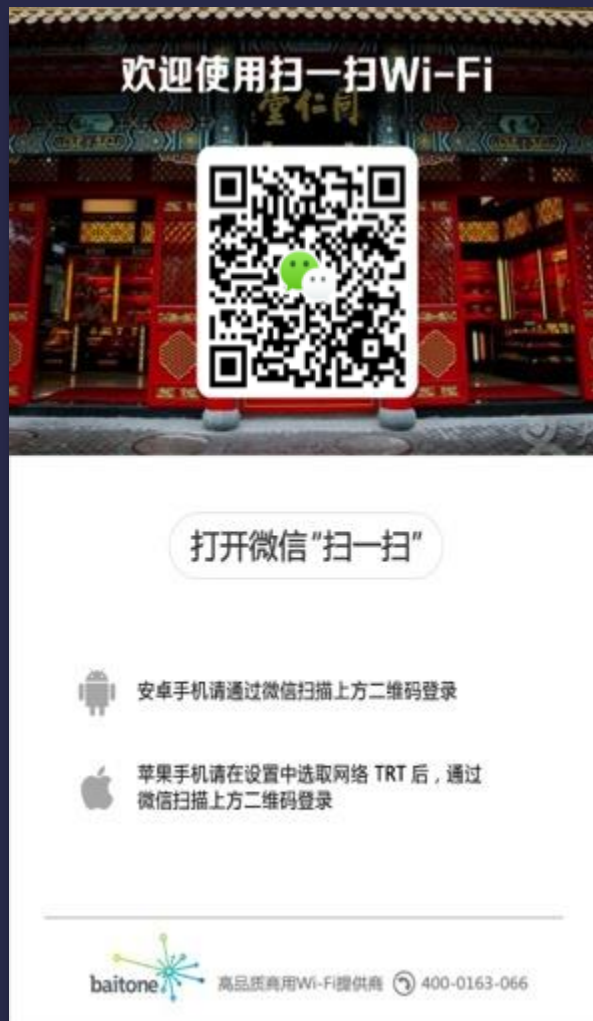 欢迎使用扫一扫Wi-Fi
堂仁同
打开微信“扫一扫”
安卓手机请通过微信扫描上方二维码登录
苹果手机请在设置中选取网络 TRT 后，通过
微信扫描上方二维码登录
baitone
高品质商用Wi-Fi提供商
400-0163-066